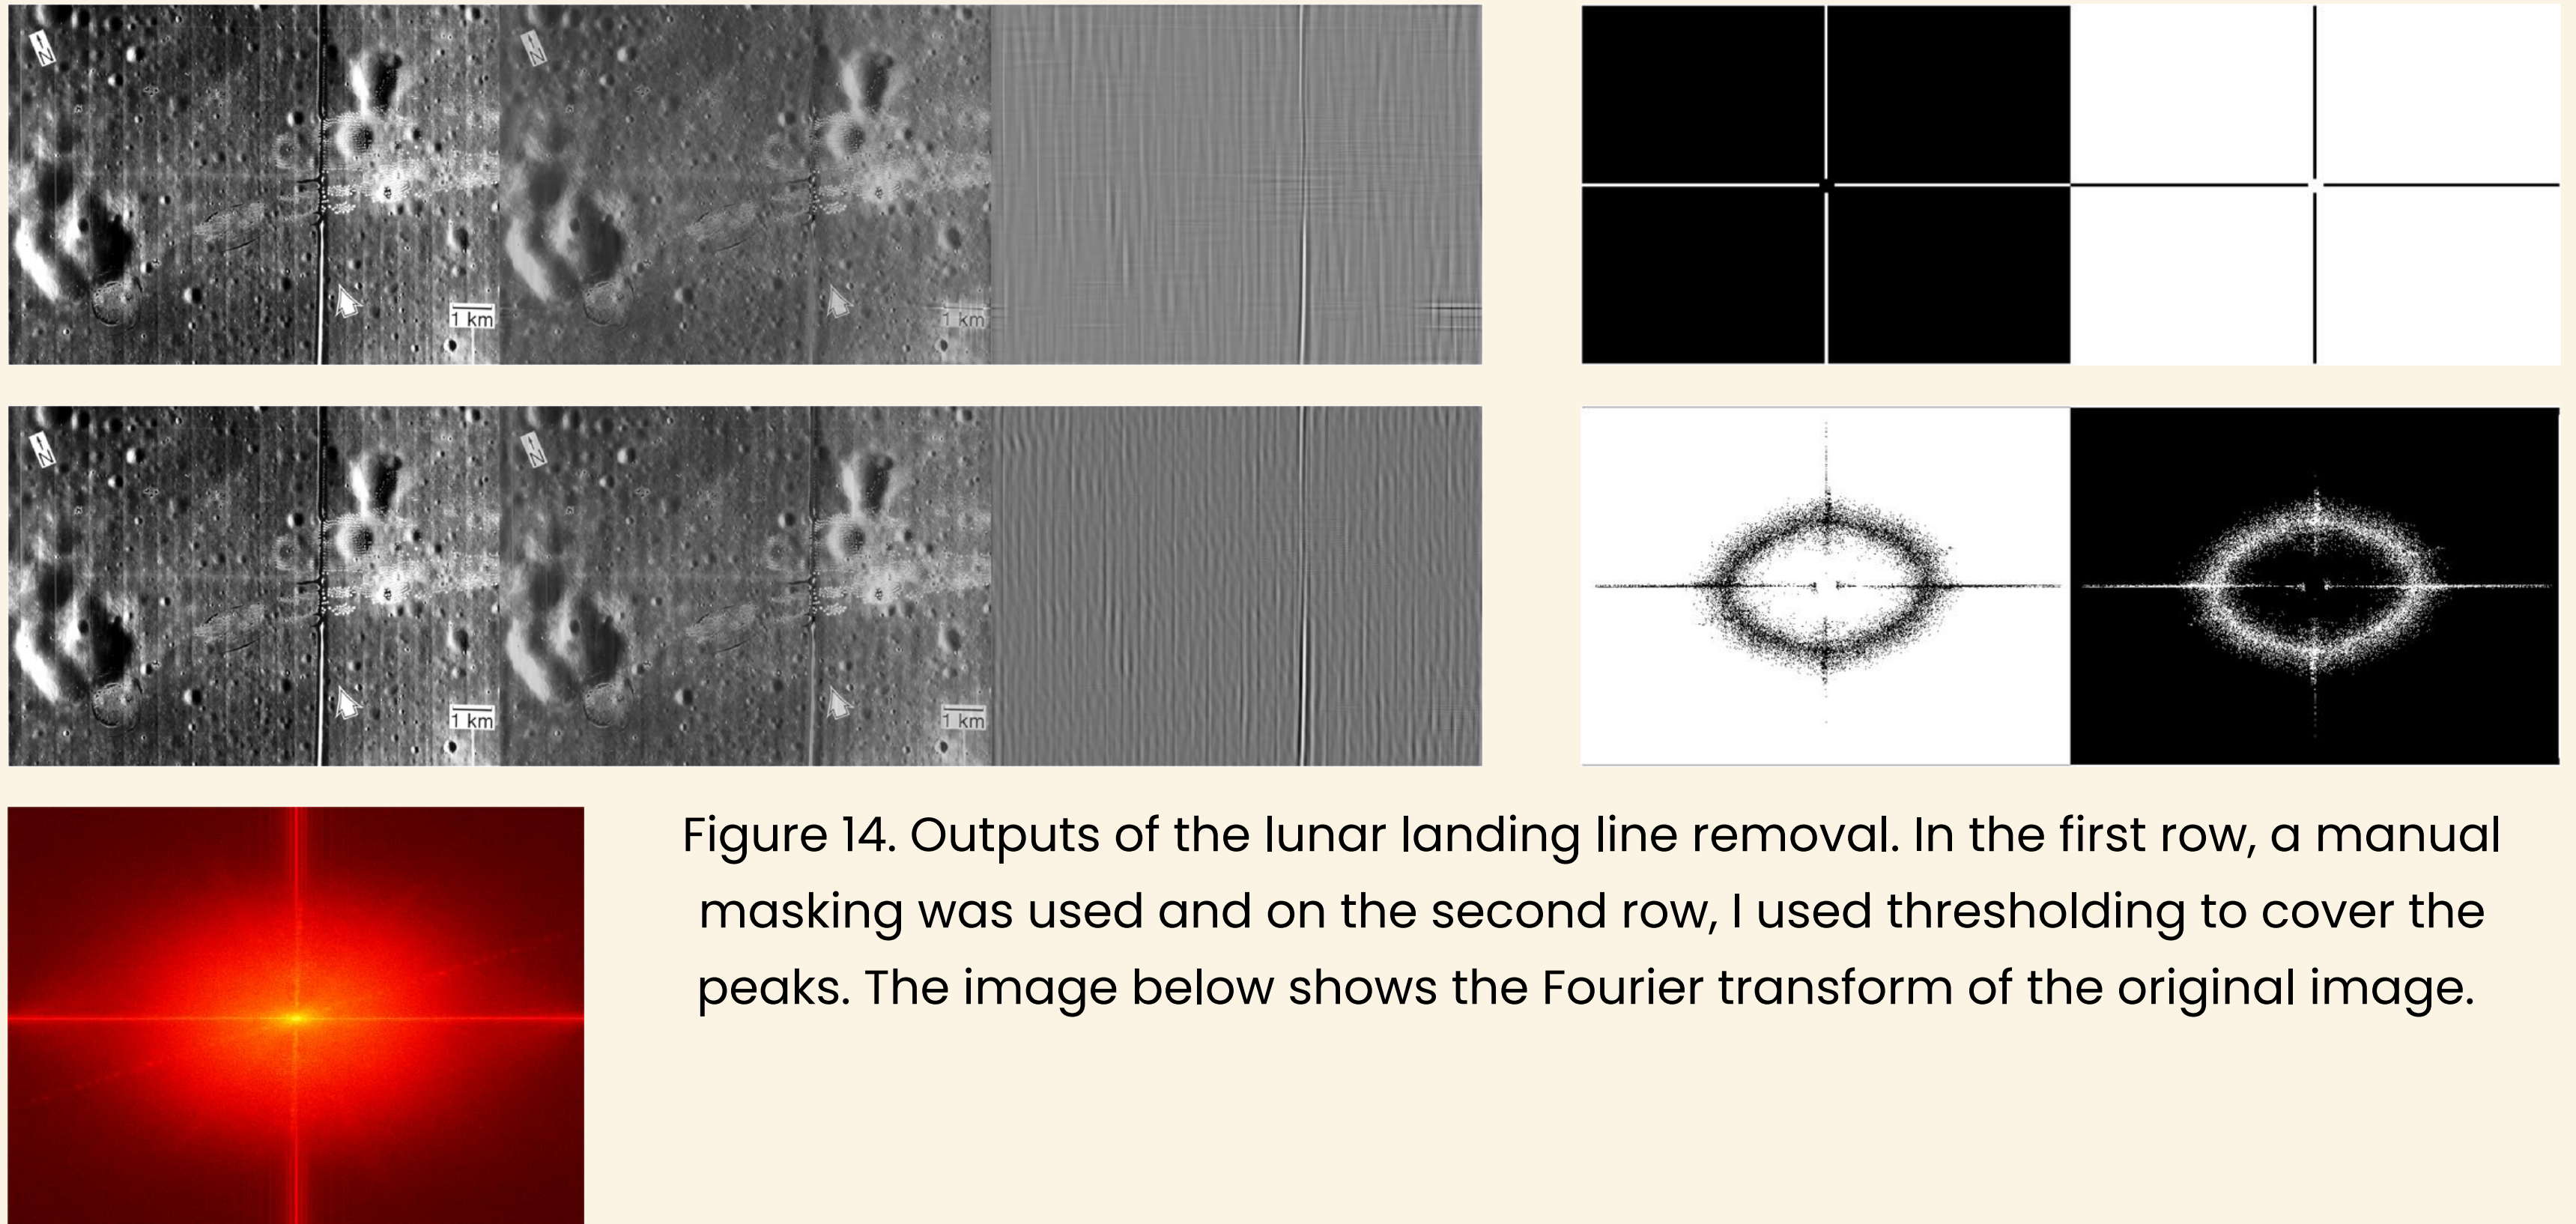 N
N
1 km
1 km
N
N
1 km
1 km
Figure 14. Outputs of the lunar landing line removal. In the first row, a manual
masking was used and on the second row, I used thresholding to cover the
peaks. The image below shows the Fourier transform of the original image.